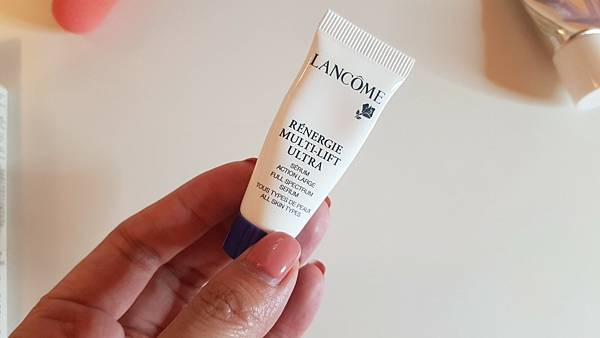 LANCÔME
RÉNERGIE
MULTI-LIFT
ULTRA
SÉRUM
ACTION LARGE
FULL SPECTRUM
SERUM
TOUS TYPES DE PEAUX
ALL SKIN TYPES